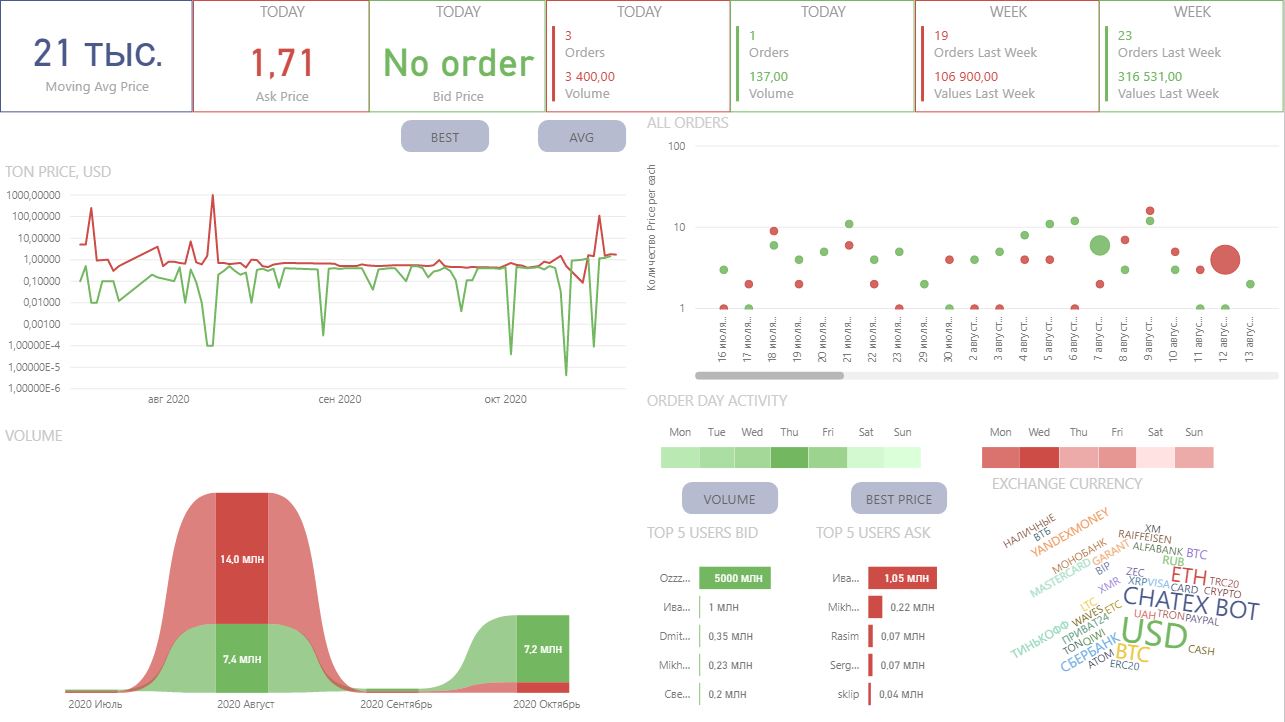 21 тыс.
Moving Avg Price
TODAY
1,71
Ask Price
TODAY
No order
Bid Price
TODAY
3
Orders
3 400,00
Volume
TODAY
1
Orders
137,00
Volume
WEEK
19
Orders Last Week
106 900,00
Values Last Week
WEEK
23
Orders Last Week
316 531,00
Values Last Week
BEST
AVG
TON PRICE, USD
1000,00000
100,00000
10,00000
1,00000
0,10000
0,01000
0,00100
1,00000E-4
1,00000E-5
1,00000E-6
авг 2020
сен 2020
окт 2020
ALL ORDERS
Количество Price per each
100
10
1
16 июля...
17 июля...
18 июля...
19 июля...
20 июля...
21 июля...
22 июля...
23 июля...
29 июля...
30 июля...
2 август...
3 август...
4 август...
5 август...
6 август...
7 август...
8 авгус...
9 август...
10 авгус...
11 авгус...
12 авгус...
13 авгус...
VOLUME
14,0 млн
7,4 млн
7,2 млн
2020 Июль
2020 Август
2020 Сентябрь
2020 Октябрь
ORDER DAY ACTIVITY
Mon Tue Wed Thu Fri Sat Sun
Mon Wed Thu Fri Sat Sun
VOLUME
BEST PRICE
TOP 5 USERS BID
Ozzz... 5000 млн
Ива... 1 млн
Dmit... 0,35 млн
Mikh... 0,23 млн
Све... 0,2 млн
TOP 5 USERS ASK
Ива... 1,05 млн
Mikh... 0,22 млн
Rasim 0,07 млн
Serg... 0,07 млн
sklip 0,04 млн
EXCHANGE CURRENCY
НАЛИЧНЫЕ
ВТБ
YANDEXMONEY
XM
RAIFFEISEN
МОНОБАНК
GARANT
ALFABANK
BTC
RUB
MASTERCARD
BIP
ZEC
ETH
TRC20
XMR
XRP
VISA
CARD
CRYPTO
LTC
ETC
CHATEX BOT
WAVES
UAH
TRON
PAYPAL
ПРИВАТ24
ТИНЬКОФФ
TONQIWI
USD
СБЕРБАНК
BTC
CASH
ATOM
ERC20